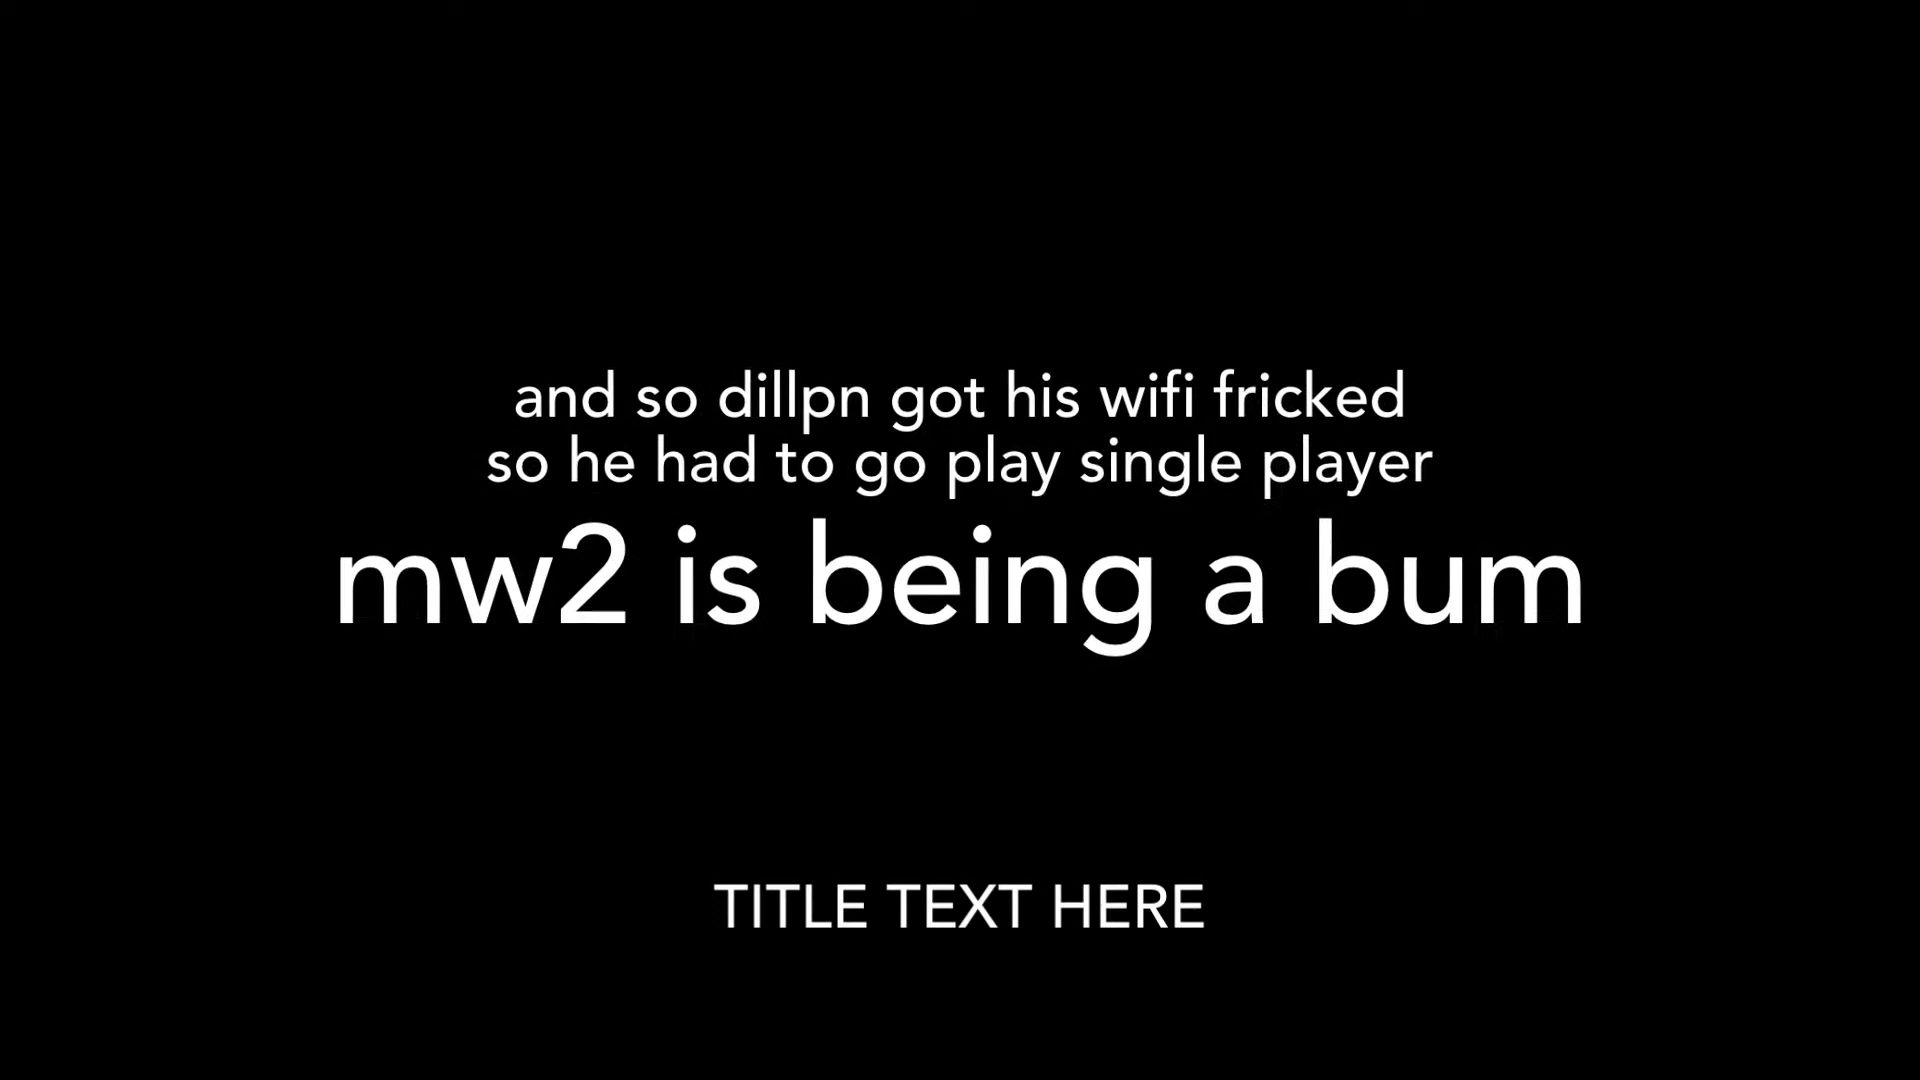 and so dillpn got his wifi fricked
so he had to go play single player
mw2 is being a bum
TITLE TEXT HERE